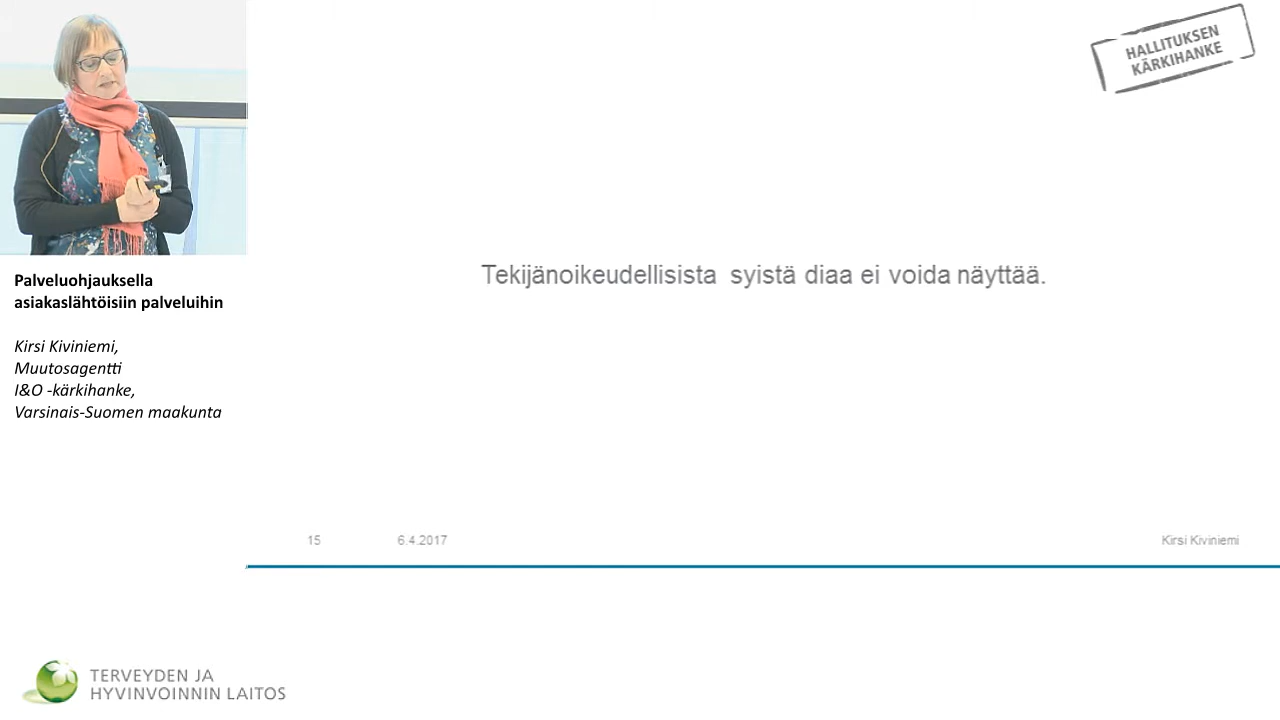 HALLITUKSEN
KÄRKIHANKE
Tekijänoikeudellisista syistä diaa ei voida näyttää.
Palveluohjauksella
asiakaslähtöisiin palveluihin
Kirsi Kiviniemi,
Muutosagentti
I&O -kärkihanke,
Varsinais-Suomen maakunta
15 6.4.2017 Kirsi Kiviniemi
TERVEYDEN JA
HYVINVOINNIN LAITOS